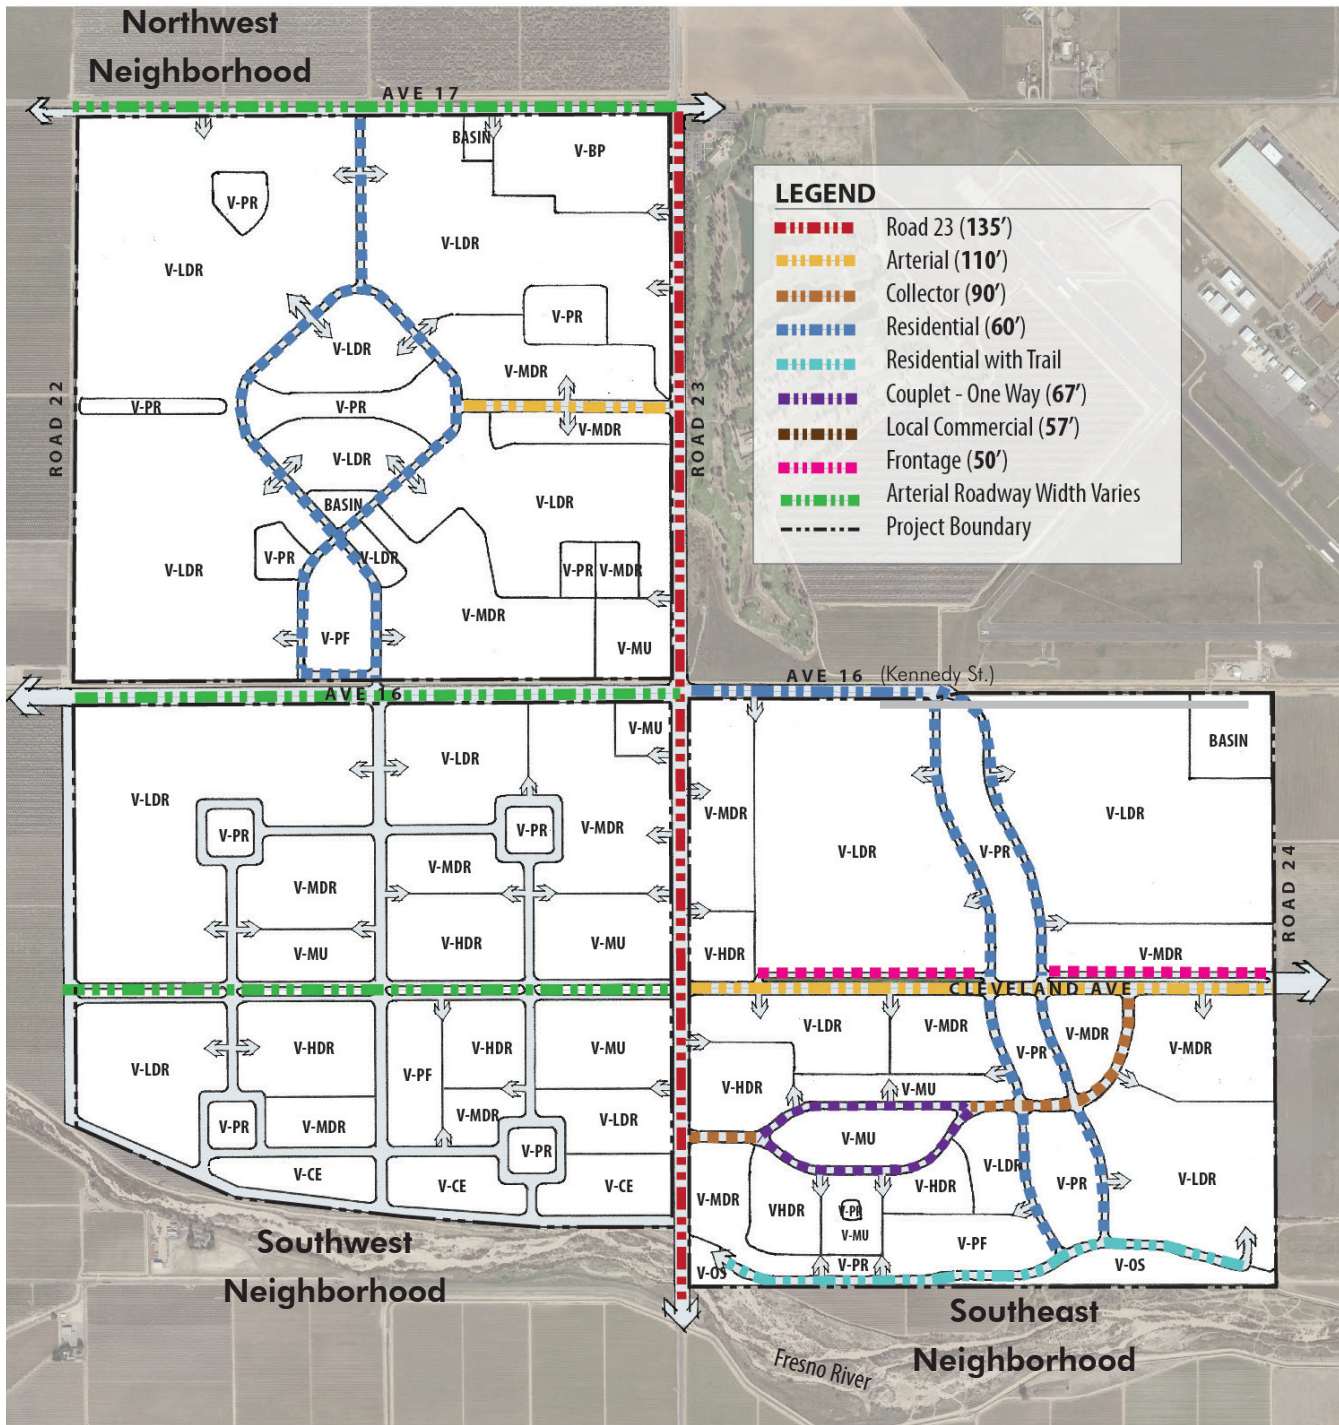 Northwest
Neighborhood
AVE 17
BASIN
V-BP
V-PR
V-LDR
V-LDR
V-PR
V-LDR
V-MDR
ROAD 22
V-PR
V-PR
ROAD 23
V-MDR
V-LDR
V-LDR
BASIN
V-PR
V-LDR
V-LDR
V-PR
V-MDR
V-MDR
V-PF
V-MU
LEGEND
Road 23 (135')
Arterial (110')
Collector (90')
Residential (60')
Residential with Trail
Couplet - One Way (67')
Local Commercial (57')
Frontage (50')
Arterial Roadway Width Varies
Project Boundary
AVE 16
AVE 16 (Kennedy St.)
V-MU
V-LDR
V-LDR
V-PR
V-PR
V-MDR
V-MDR
V-MDR
V-MU
V-HDR
V-MU
V-LDR
V-HDR
V-HDR
V-MU
V-PF
V-PR
V-MDR
V-MDR
V-LDR
V-PR
V-CE
V-CE
V-CE
Southwest
Neighborhood
BASIN
V-MDR
V-LDR
V-PR
V-LDR
ROAD 24
V-HDR
V-MDR
CLEVELAND AVE
V-LDR
V-MDR
V-PR
V-MDR
V-MDR
V-HDR
V-MU
V-MU
V-LDR
V-MDR
VHDR
V-HDR
V-PR
V-LDR
V-PR
V-MU
V-PF
V-PR
V-OS
V-OS
Southeast
Neighborhood
Fresno River